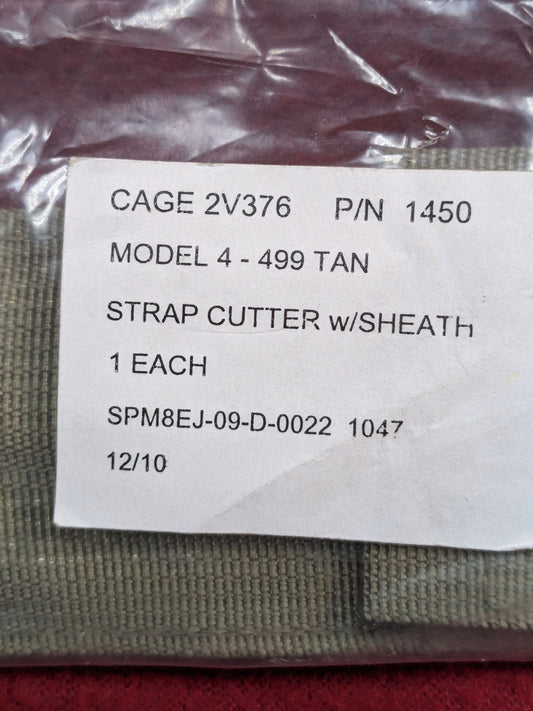 CAGE 2V376 P/N 1450
MODEL 4 - 499 TAN
STRAP CUTTER w/SHEATH
1 EACH
SPM8EJ-09-D-0022 1047
12/10